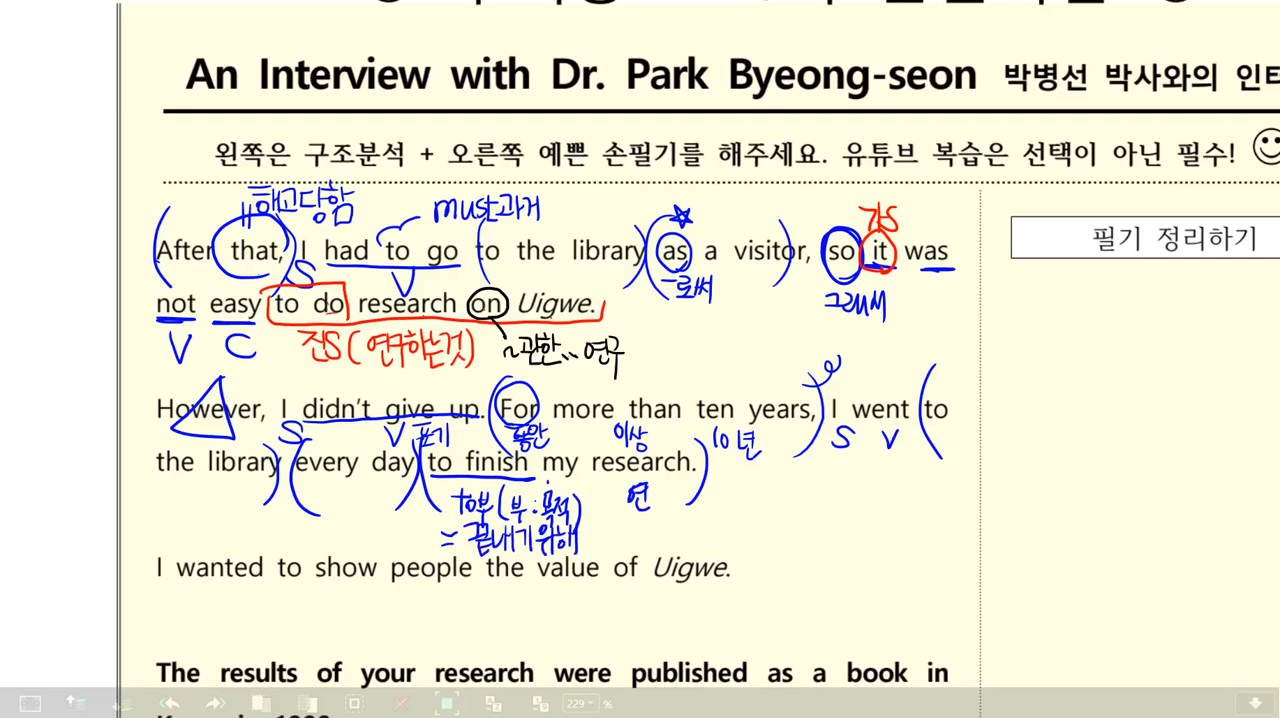 An Interview with Dr. Park Byeong-seon 박병선 박사와의
왼쪽은 구조분석 + 오른쪽 예쁜 손필기를 해주세요. 유튜브 복습은 선택이 아닌 필수!
해고당함 must과거 가S
After that, I had to go to the library as a visitor, so it was
S V ~로써 그래서
not easy to do research on Uigwe.
V C 진S (연구하는것) ~관한.. 연구
필기 정리하기
However, I didn't give up. For more than ten years, I went to
S V 포기 동안 이상 10년 S V
the library every day to finish my research.
to부(부:목적) 연
= 끝내기 위해
I wanted to show people the value of Uigwe.
The results of your research were published as a book in
229 %